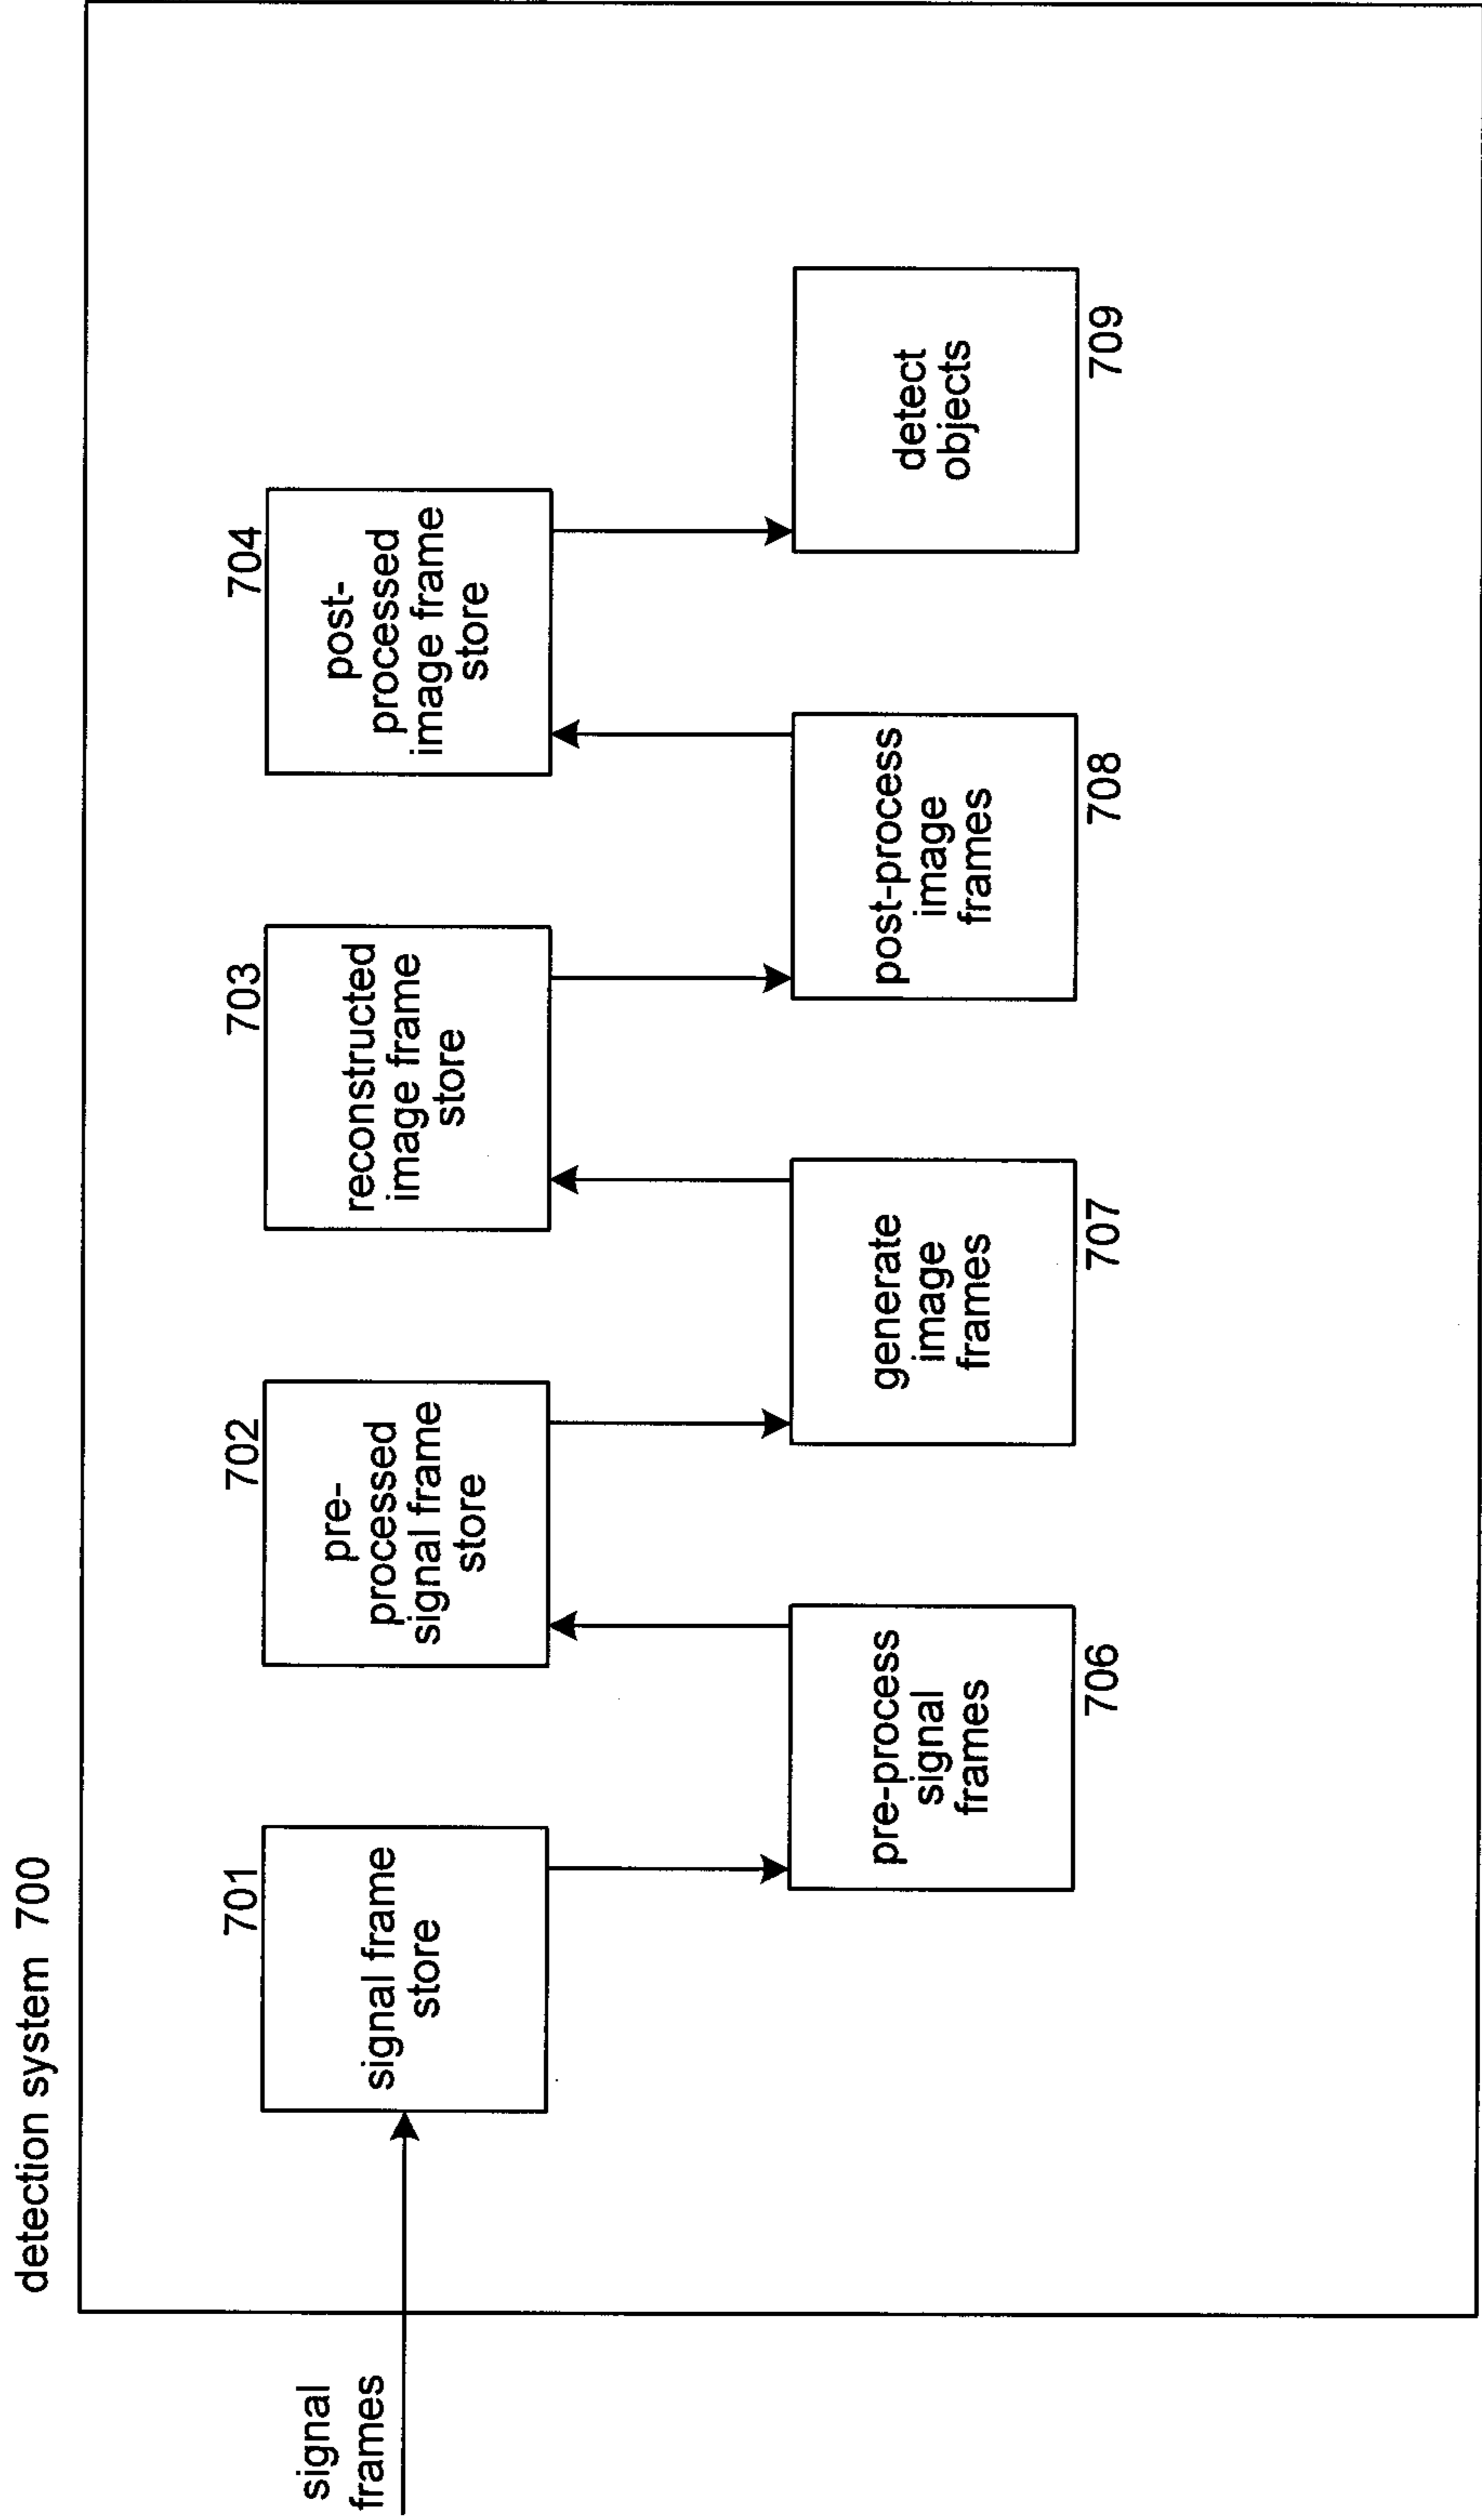 detection system 700
signal
frames
701
signal frame
store
702
pre-
processed
signal frame
store
703
reconstructed
image frame
store
704
post-
processed
image frame
store
pre-process
signal
frames
706
generate
image
frames
707
post-process
image
frames
708
detect
objects
709